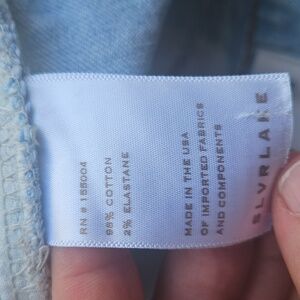 SLVRLAKE
MADE IN THE USA
OF IMPORTED FABRICS
AND COMPONENTS
98% COTTON
2% ELASTANE
RN # 155004